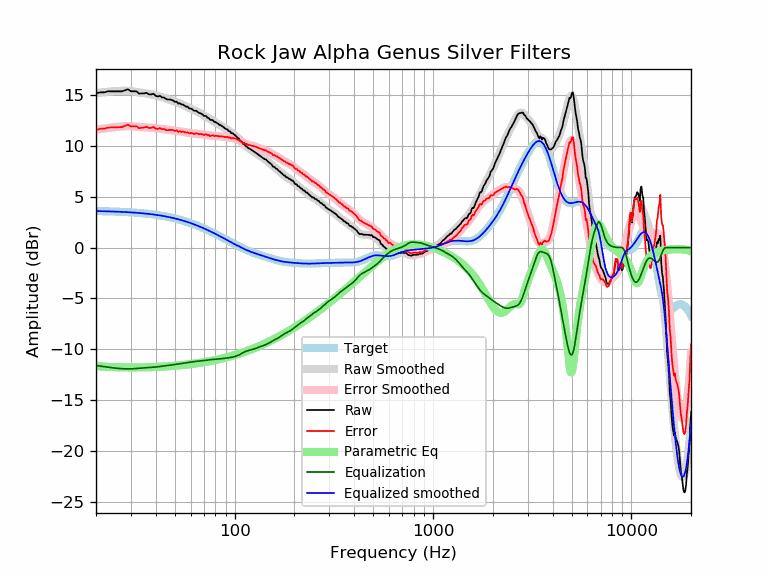 Rock Jaw Alpha Genus Silver Filters
15
10
5
0
−5
−10
−15
−20
−25
Amplitude (dBr)
Target
Raw Smoothed
Error Smoothed
Raw
Error
Parametric Eq
Equalization
Equalized smoothed
100
1000
10000
Frequency (Hz)